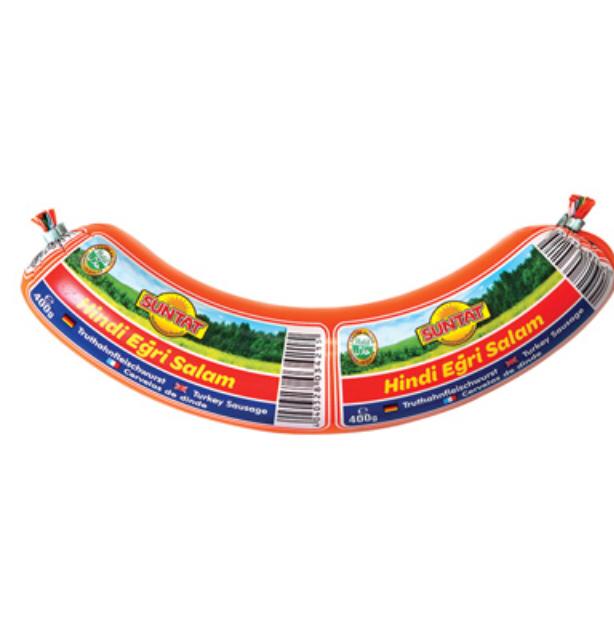 SUNTAT
Hindi Eğri Salam
Truthahnfleischwurst Turkey Sausage
Cervelas de dinde
400g
SUNTAT
Hindi Eğri Salam
Truthahnfleischwurst Turkey Sausage
Cervelas de dinde
400g